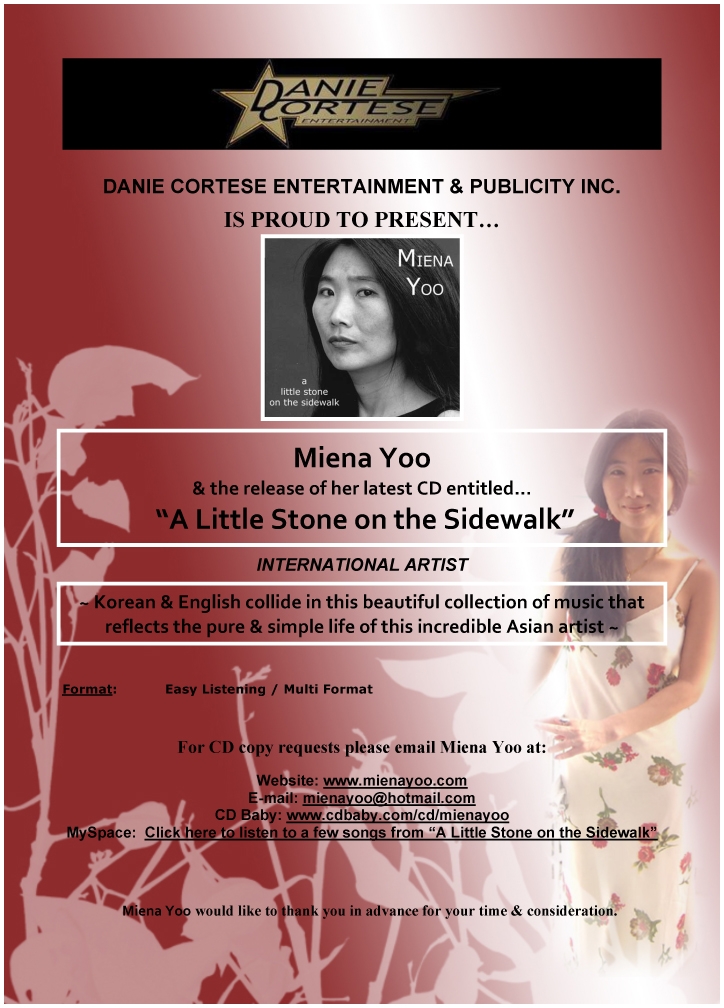 DANIE
CORTESE
ENTERTAINMENT
DANIE CORTESE ENTERTAINMENT & PUBLICITY INC.
IS PROUD TO PRESENT…
MIENA
YOO
a
little stone
on the sidewalk
Miena Yoo
& the release of her latest CD entitled…
“A Little Stone on the Sidewalk”
INTERNATIONAL ARTIST
~ Korean & English collide in this beautiful collection of music that
reflects the pure & simple life of this incredible Asian artist ~
Format: Easy Listening / Multi Format
For CD copy requests please email Miena Yoo at:
Website: www.mienayoo.com
E-mail: mienayoo@hotmail.com
CD Baby: www.cdbaby.com/cd/mienayoo
MySpace: Click here to listen to a few songs from “A Little Stone on the Sidewalk”
Miena Yoo would like to thank you in advance for your time & consideration.